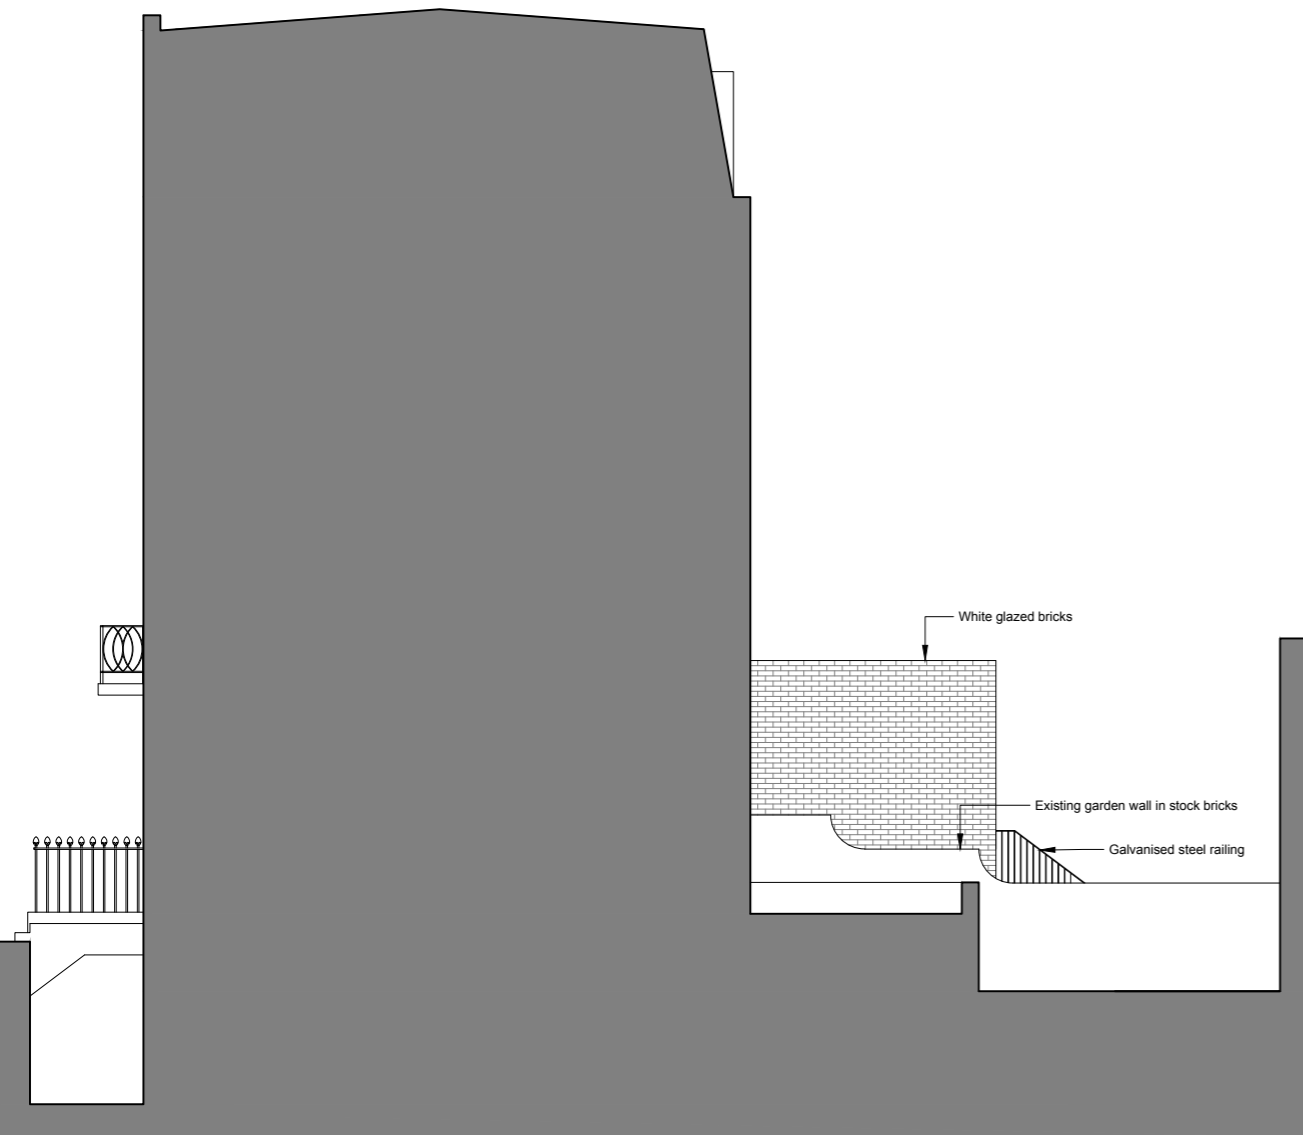 White glazed bricks
Existing garden wall in stock bricks
Galvanised steel railing